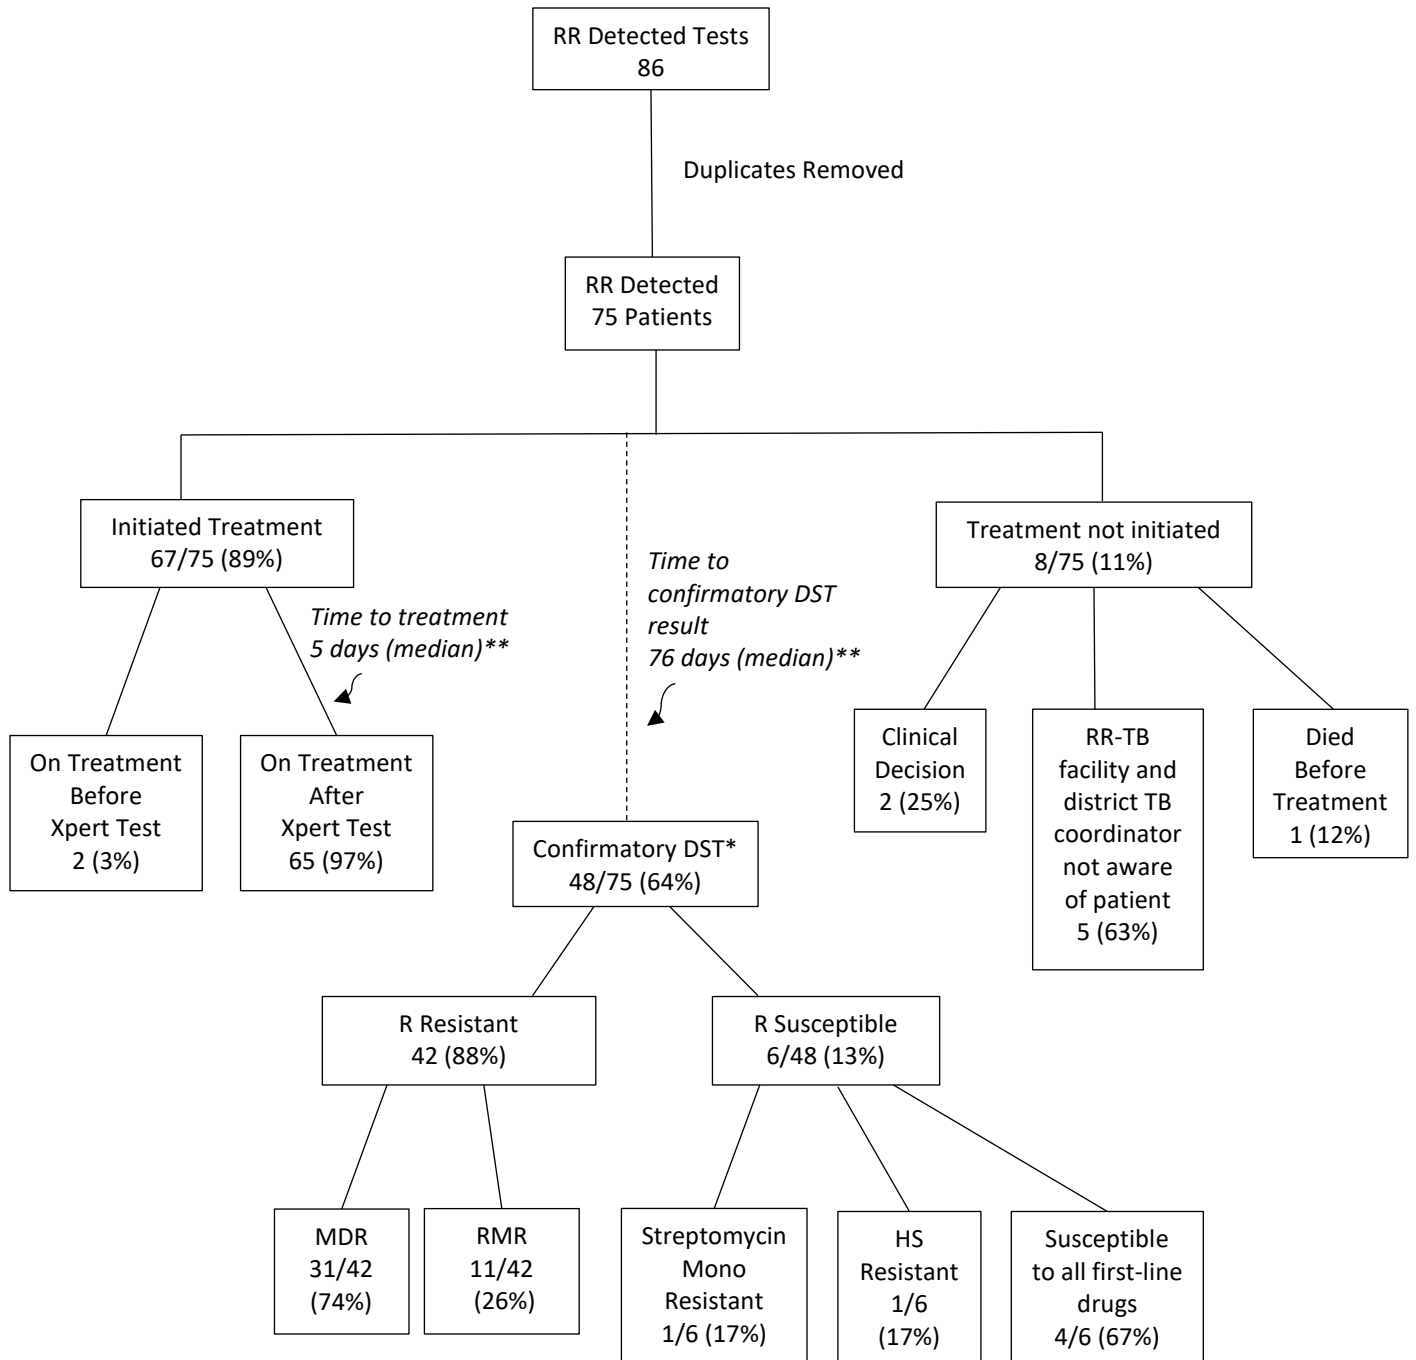 RR Detected Tests
86
Duplicates Removed
RR Detected
75 Patients
Initiated Treatment
67/75 (89%)
Time to treatment
5 days (median)**
Time to
confirmatory DST
result
76 days (median)**
Treatment not initiated
8/75 (11%)
On Treatment
Before
Xpert Test
2 (3%)
On Treatment
After
Xpert Test
65 (97%)
Clinical
Decision
2 (25%)
RR-TB
facility and
district TB
coordinator
not aware
of patient
5 (63%)
Died
Before
Treatment
1 (12%)
Confirmatory DST*
48/75 (64%)
R Resistant
42 (88%)
R Susceptible
6/48 (13%)
MDR
31/42
(74%)
RMR
11/42
(26%)
Streptomycin
Mono
Resistant
1/6 (17%)
HS
Resistant
1/6
(17%)
Susceptible
to all first-line
drugs
4/6 (67%)